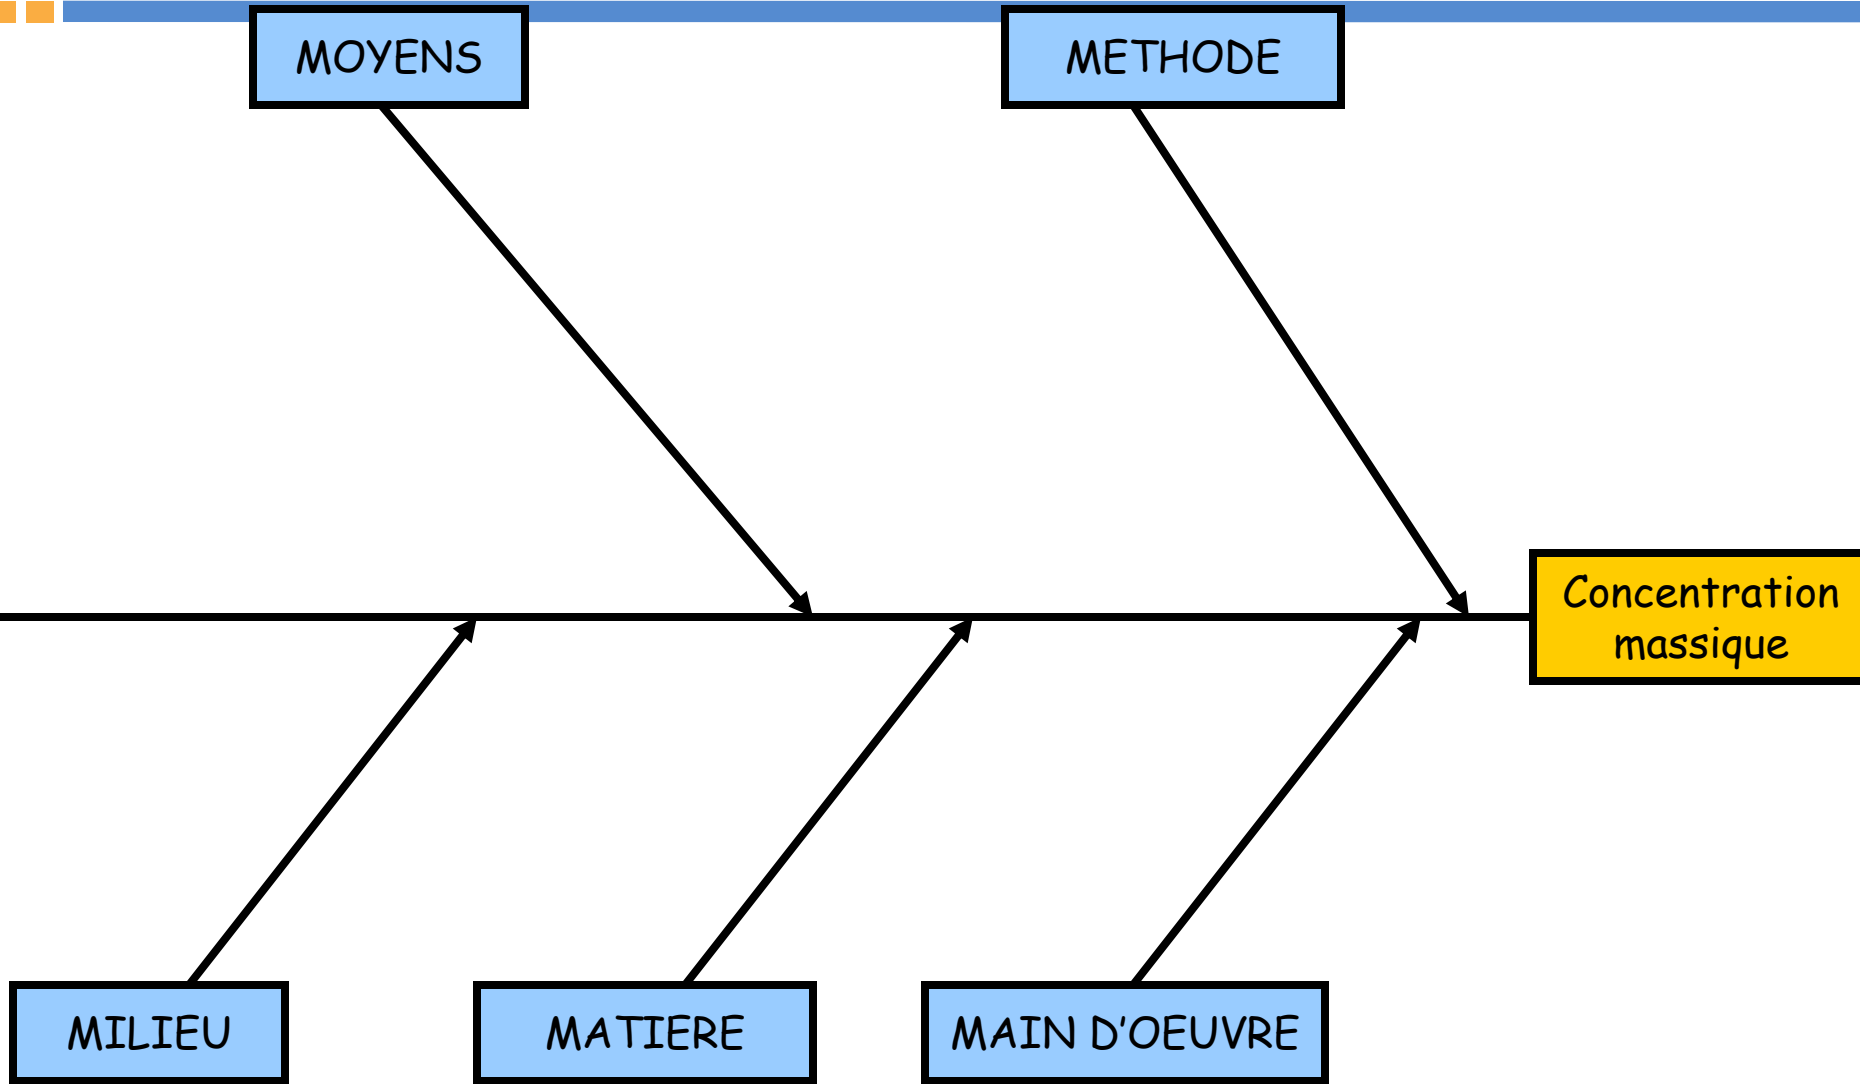 MOYENS
METHODE
Concentration
massique
MILIEU
MATIERE
MAIN D'OEUVRE